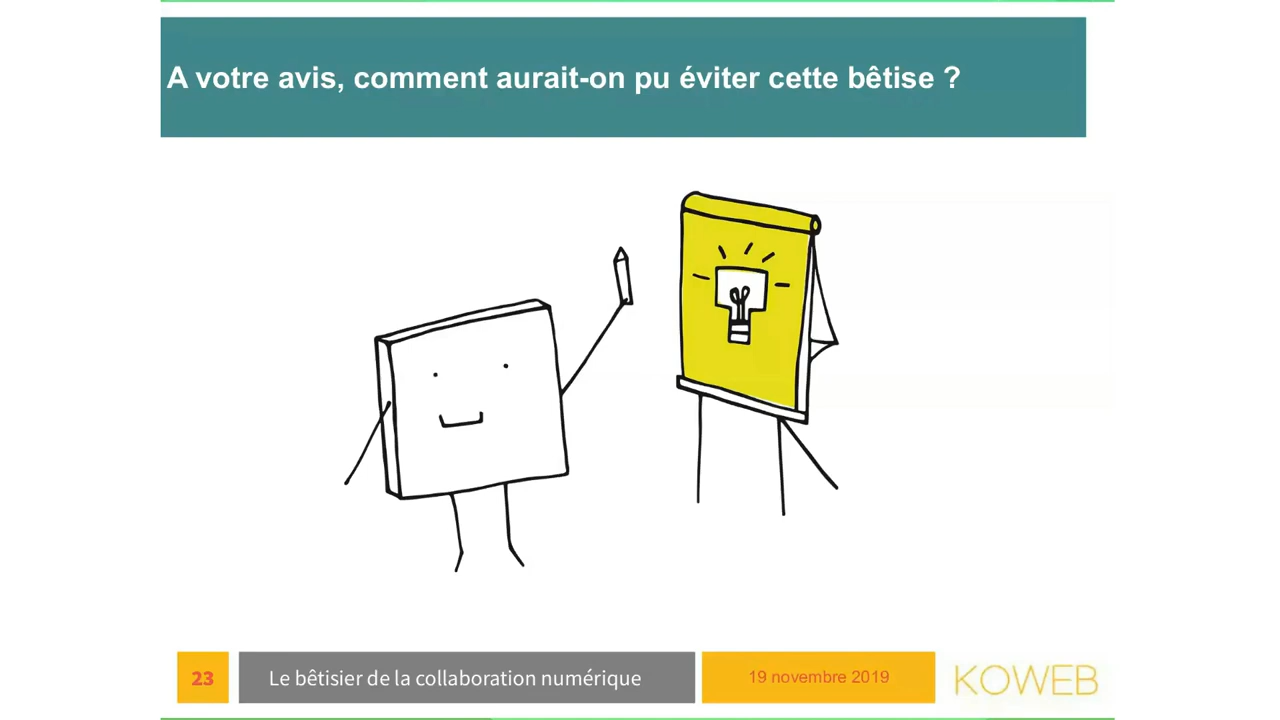 A votre avis, comment aurait-on pu éviter cette bêtise ?
23
Le bêtisier de la collaboration numérique
19 novembre 2019
KOWEB